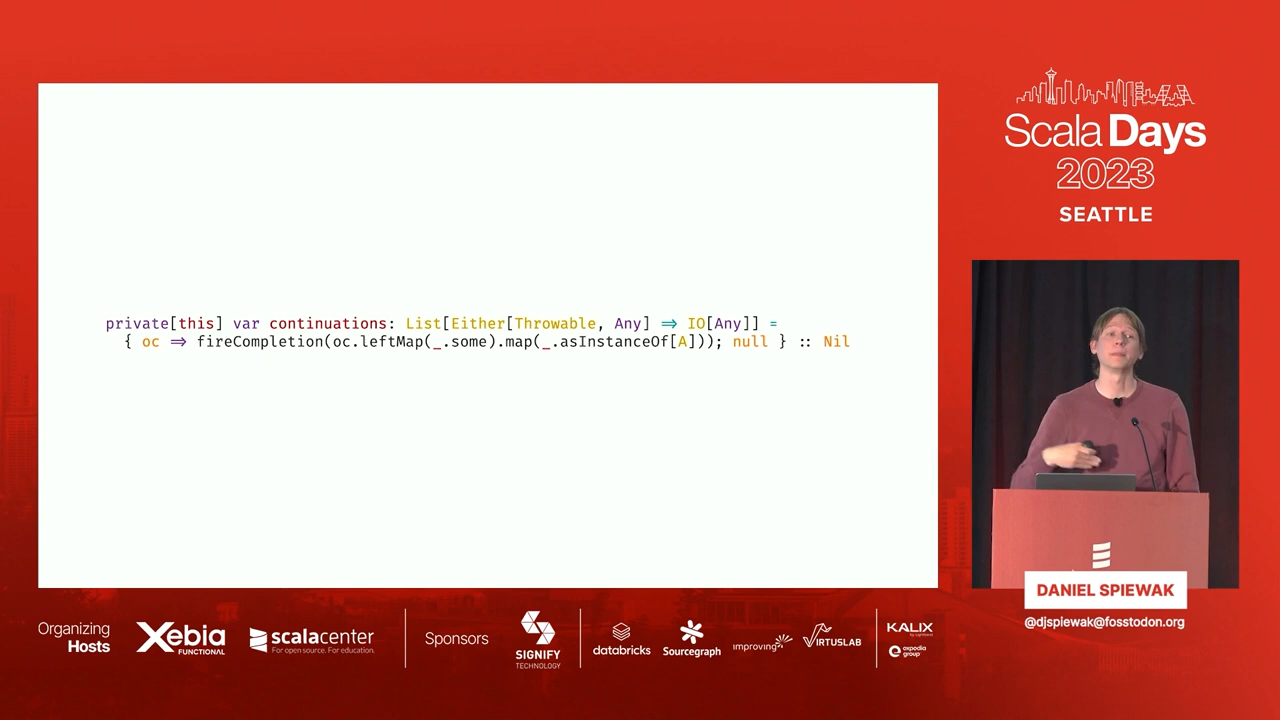 private[this] var continuations: List[Either[Throwable, Any] => IO[Any]] =
{ oc => fireCompletion(oc.leftMap(_.some).map(_.asInstanceOf[A])); null } :: Nil
Scala Days
2023
SEATTLE
DANIEL SPIEWAK
@djspiewak@fosstodon.org
Organizing
Hosts
Xebia
FUNCTIONAL
scalacenter
For open source. For education.
Sponsors
SIGNIFY
TECHNOLOGY
databricks
Sourcegraph
improving
VIRTUSLAB
KALIX
by Lightbend
expedia
group